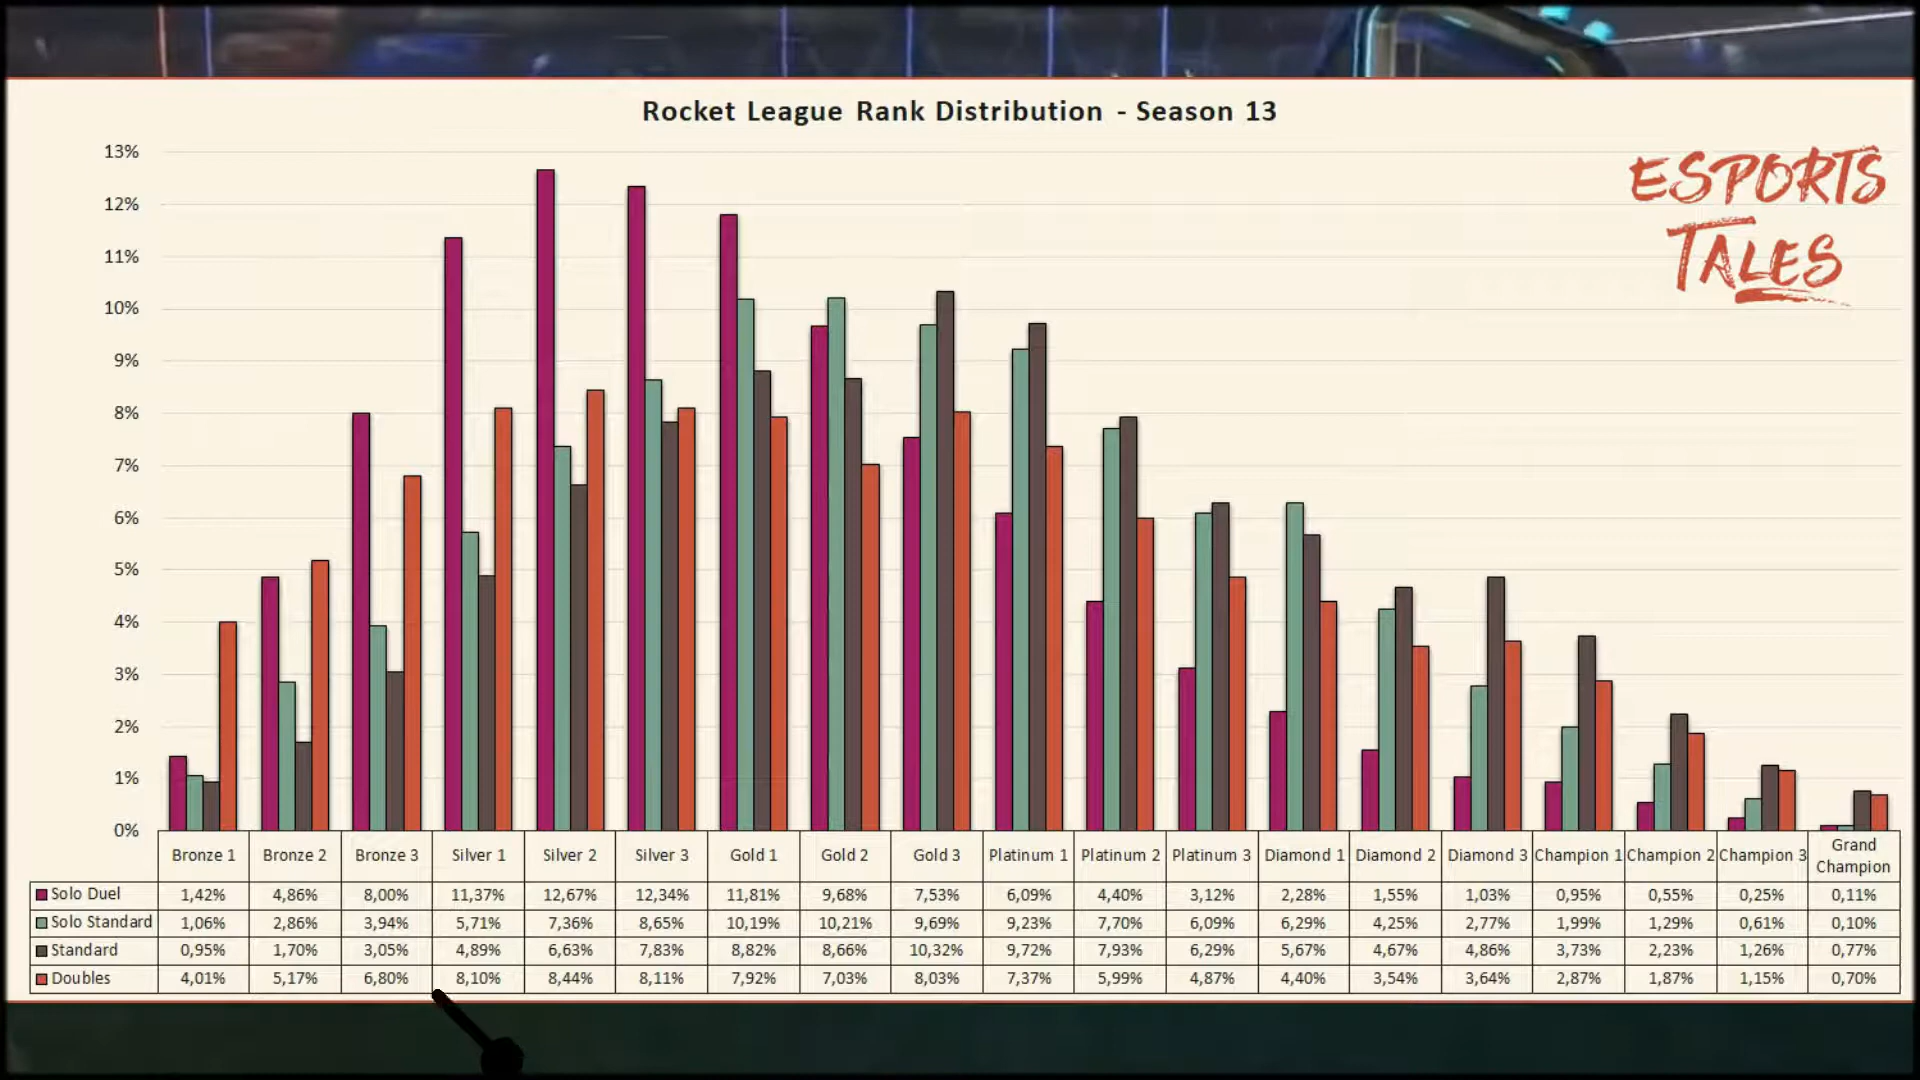 Rocket League Rank Distribution - Season 13
ESPORTS
TALES
13%
12%
11%
10%
9%
8%
7%
6%
5%
4%
3%
2%
1%
0%
Bronze 1 Bronze 2 Bronze 3 Silver 1 Silver 2 Silver 3 Gold 1 Gold 2 Gold 3 Platinum 1 Platinum 2 Platinum 3 Diamond 1 Diamond 2 Diamond 3 Champion 1 Champion 2 Champion 3 Grand
Champion
Solo Duel 1,42% 4,86% 8,00% 11,37% 12,67% 12,34% 11,81% 9,68% 7,53% 6,09% 4,40% 3,12% 2,28% 1,55% 1,03% 0,95% 0,55% 0,25% 0,11%
Solo Standard 1,06% 2,86% 3,94% 5,71% 7,36% 8,65% 10,19% 10,21% 9,69% 9,23% 7,70% 6,09% 6,29% 4,25% 2,77% 1,99% 1,29% 0,61% 0,10%
Standard 0,95% 1,70% 3,05% 4,89% 6,63% 7,83% 8,82% 8,66% 10,32% 9,72% 7,93% 6,29% 5,67% 4,67% 4,86% 3,73% 2,23% 1,26% 0,77%
Doubles 4,01% 5,17% 6,80% 8,10% 8,44% 8,11% 7,92% 7,03% 8,03% 7,37% 5,99% 4,87% 4,40% 3,54% 3,64% 2,87% 1,87% 1,15% 0,70%